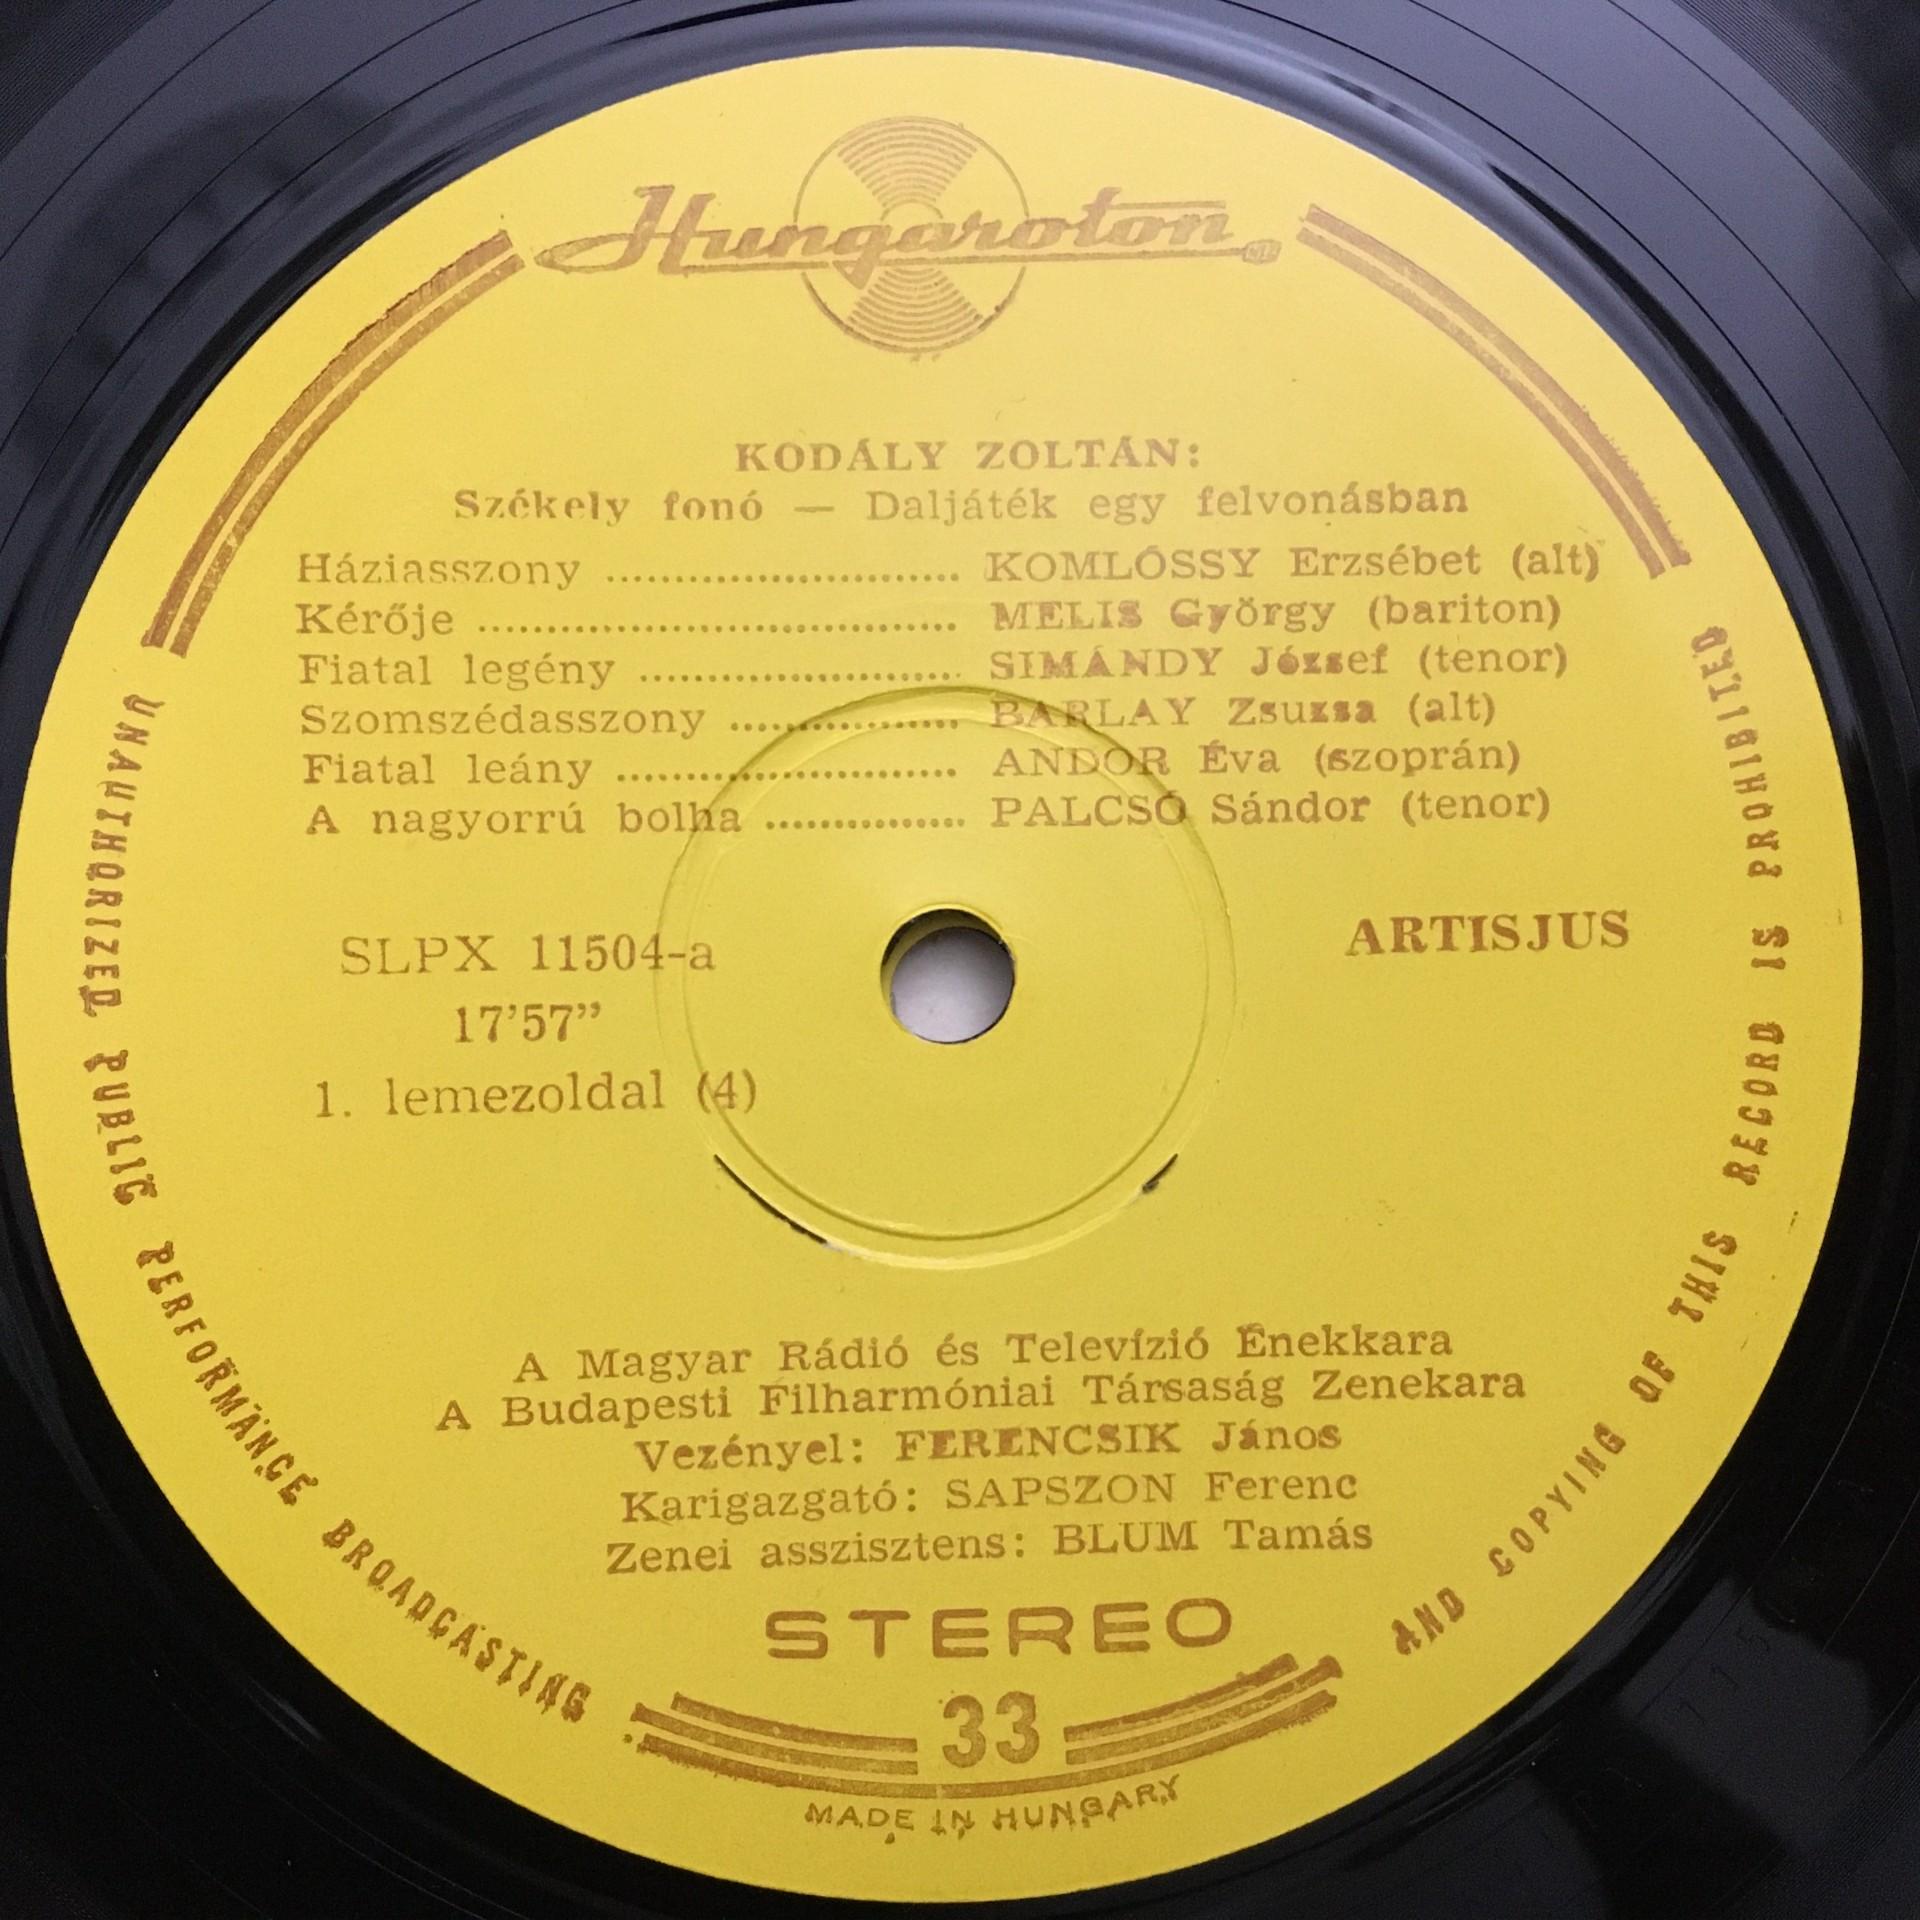 Hungaroton
KODÁLY ZOLTÁN:
Székely fonó — Daljáték egy felvonásban
Háziasszony .......................... KOMLÓSSY Erzsébet (alt)
Kérője ................................... MELIS György (bariton)
Fiatal legény ........................ SIMÁNDY József (tenor)
Szomszédasszony ................. BARLAY Zsuzsa (alt)
Fiatal leány ......................... ANDOR Éva (szoprán)
A nagyorrú bolha ............... PALCSÓ Sándor (tenor)
SLPX 11504-a
ARTISJUS
17'57”
1. lemezoldal (4)
A Magyar Rádió és Televízió Énekkara
A Budapesti Filharmóniai Társaság Zenekara
Vezényel: FERENCSIK János
Karigazgató: SAPSZON Ferenc
Zenei asszisztens: BLUM Tamás
STEREO
33
MADE IN HUNGARY
UNAUTHORIZED PUBLIC PERFORMANCE BROADCASTING AND COPYING OF THIS RECORD IS PROHIBITED